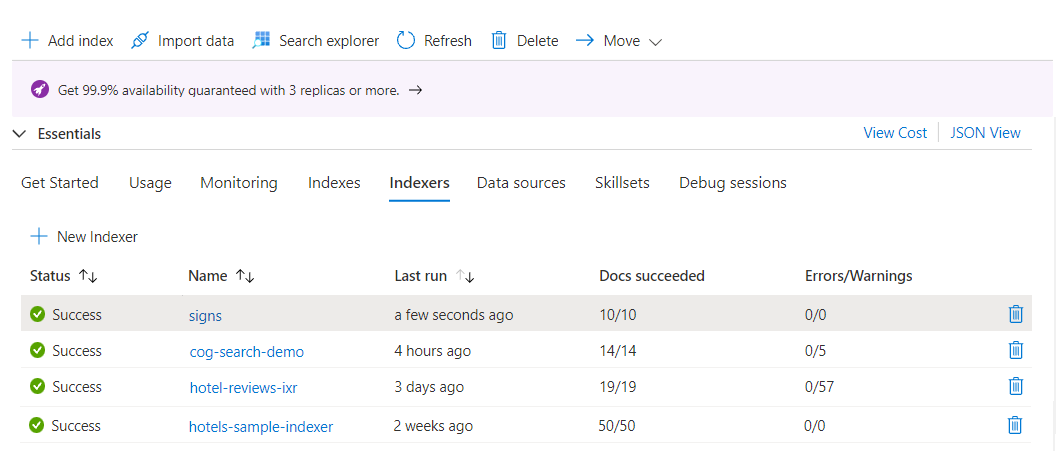 Add index Import data Search explorer Refresh Delete Move
Get 99.9% availability guaranteed with 3 replicas or more.
Essentials View Cost JSON View
Get Started Usage Monitoring Indexes Indexers Data sources Skillsets Debug sessions
New Indexer
Status Name Last run Docs succeeded Errors/Warnings
Success signs a few seconds ago 10/10 0/0
Success cog-search-demo 4 hours ago 14/14 0/5
Success hotel-reviews-ixr 3 days ago 19/19 0/57
Success hotels-sample-indexer 2 weeks ago 50/50 0/0